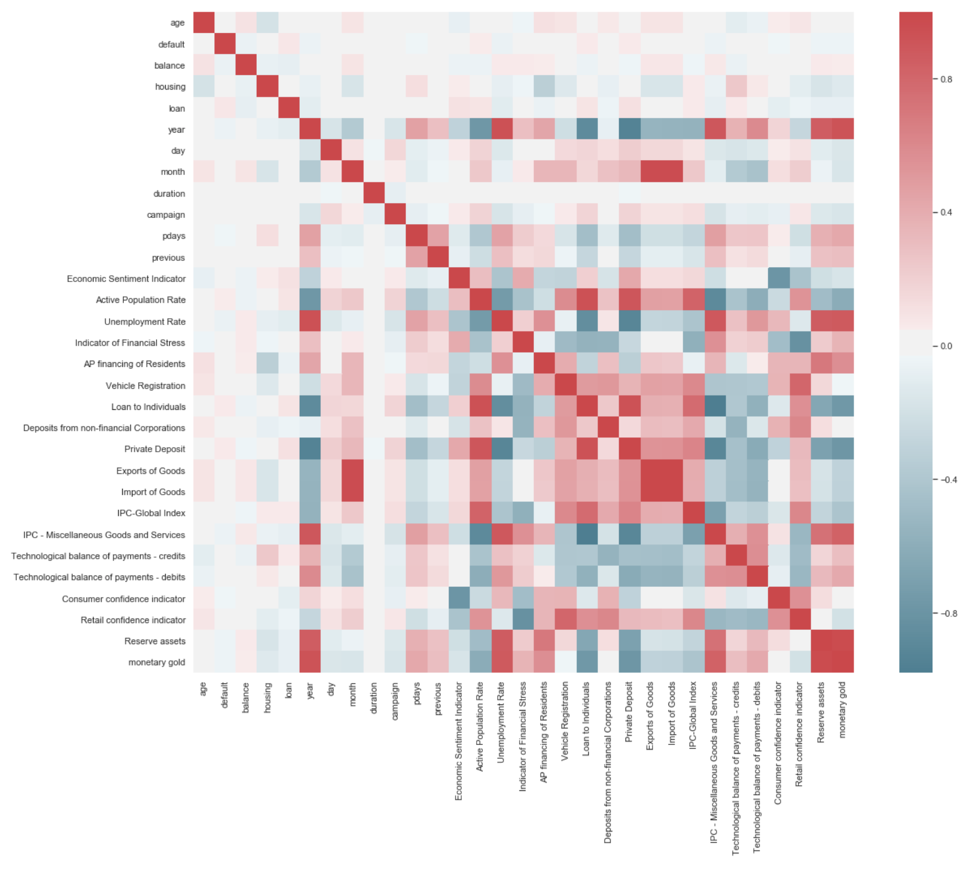 age
default
balance
housing
loan
year
day
month
duration
campaign
pdays
previous
Economic Sentiment Indicator
Active Population Rate
Unemployment Rate
Indicator of Financial Stress
AP financing of Residents
Vehicle Registration
Loan to Individuals
Deposits from non-financial Corporations
Private Deposit
Exports of Goods
Import of Goods
IPC-Global Index
IPC - Miscellaneous Goods and Services
Technological balance of payments - credits
Technological balance of payments - debits
Consumer confidence indicator
Retail confidence indicator
Reserve assets
monetary gold
age
default
balance
housing
loan
year
day
month
duration
campaign
pdays
previous
Economic Sentiment Indicator
Active Population Rate
Unemployment Rate
Indicator of Financial Stress
AP financing of Residents
Vehicle Registration
Loan to Individuals
Deposits from non-financial Corporations
Private Deposit
Exports of Goods
Import of Goods
IPC-Global Index
IPC - Miscellaneous Goods and Services
Technological balance of payments - credits
Technological balance of payments - debits
Consumer confidence indicator
Retail confidence indicator
Reserve assets
monetary gold
0.8
0.4
0.0
−0.4
−0.8